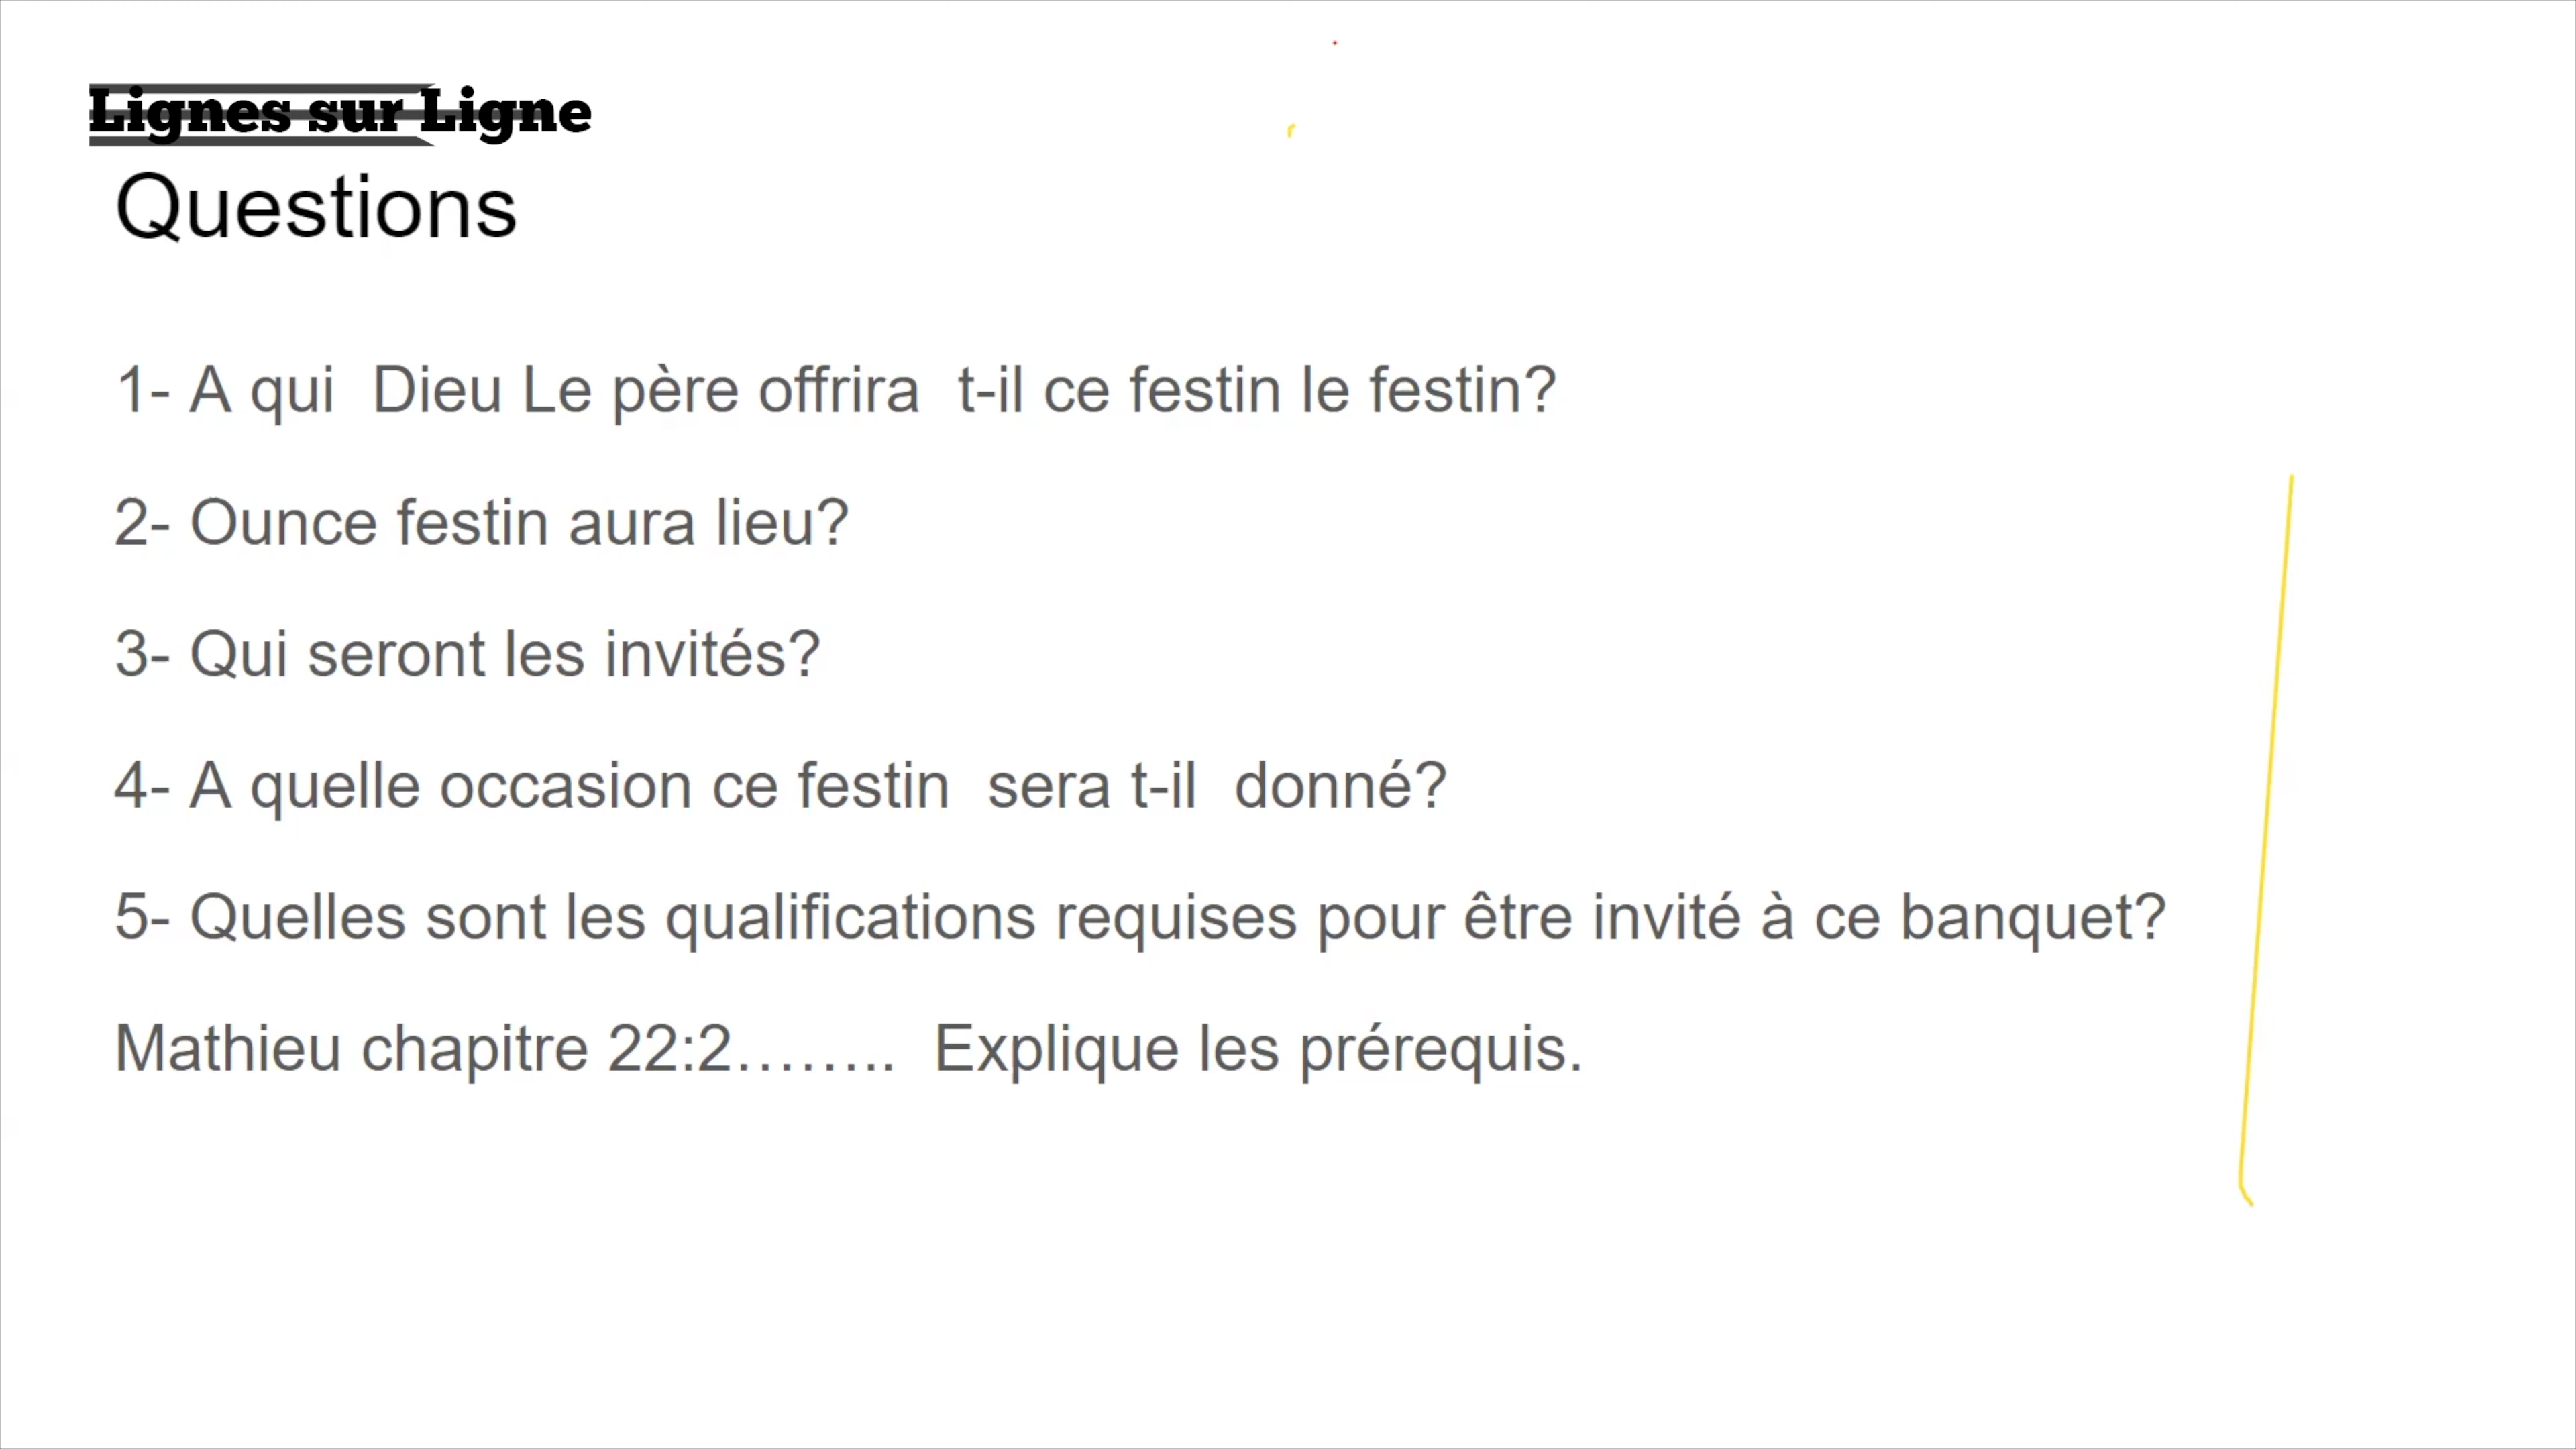 Lignes sur Ligne
Questions
1- A qui  Dieu Le père offrira  t-il ce festin le festin?
2- Ounce festin aura lieu?
3- Qui seront les invités?
4- A quelle occasion ce festin  sera t-il  donné?
5- Quelles sont les qualifications requises pour être invité à ce banquet?
Mathieu chapitre 22:2……..  Explique les prérequis.